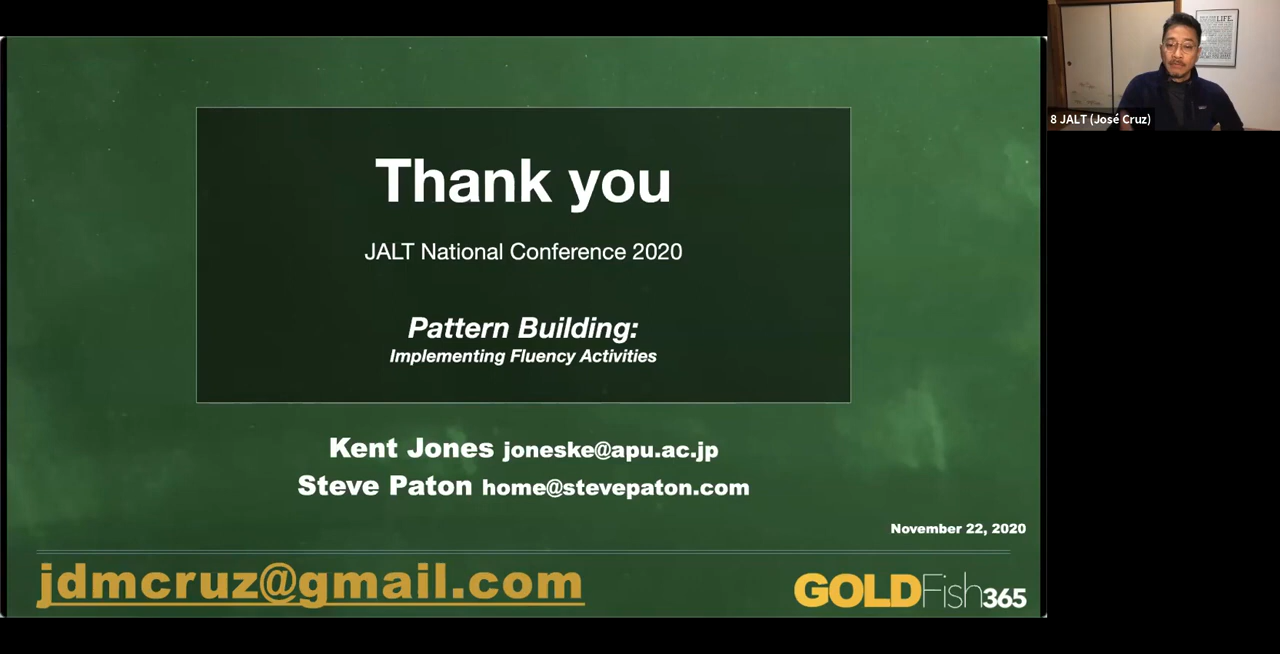 Thank you
JALT National Conference 2020
Pattern Building:
Implementing Fluency Activities
Kent Jones joneske@apu.ac.jp
Steve Paton home@stevepaton.com
November 22, 2020
jdmcruz@gmail.com
GOLDFish365
LIFE.
8 JALT (José Cruz)